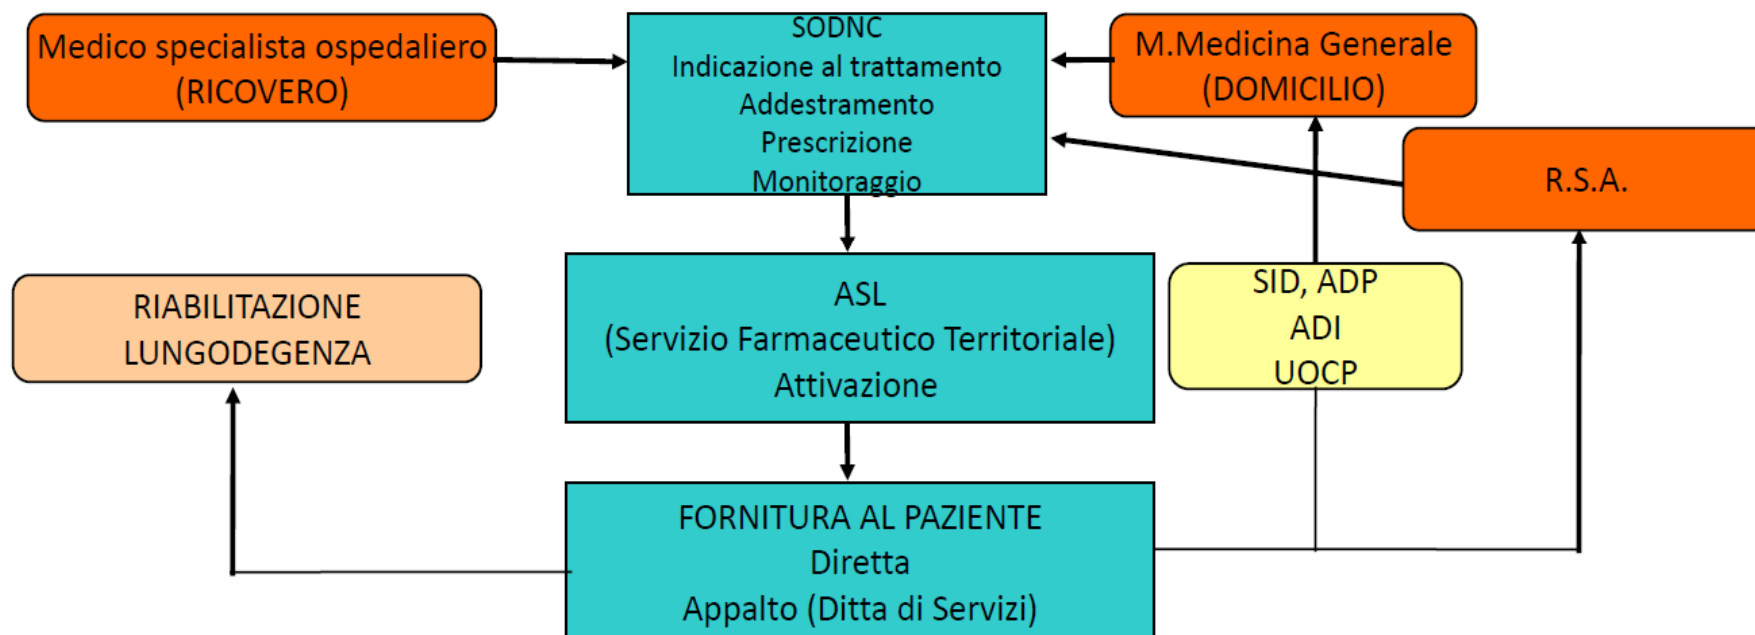 Medico specialista ospedaliero
(RICOVERO)
SODNC
Indicazione al trattamento
Addestramento
Prescrizione
Monitoraggio
M.Medicina Generale
(DOMICILIO)
R.S.A.
RIABILITAZIONE
LUNGODEGENZA
ASL
(Servizio Farmaceutico Territoriale)
Attivazione
SID, ADP
ADI
UOCP
FORNITURA AL PAZIENTE
Diretta
Appalto (Ditta di Servizi)